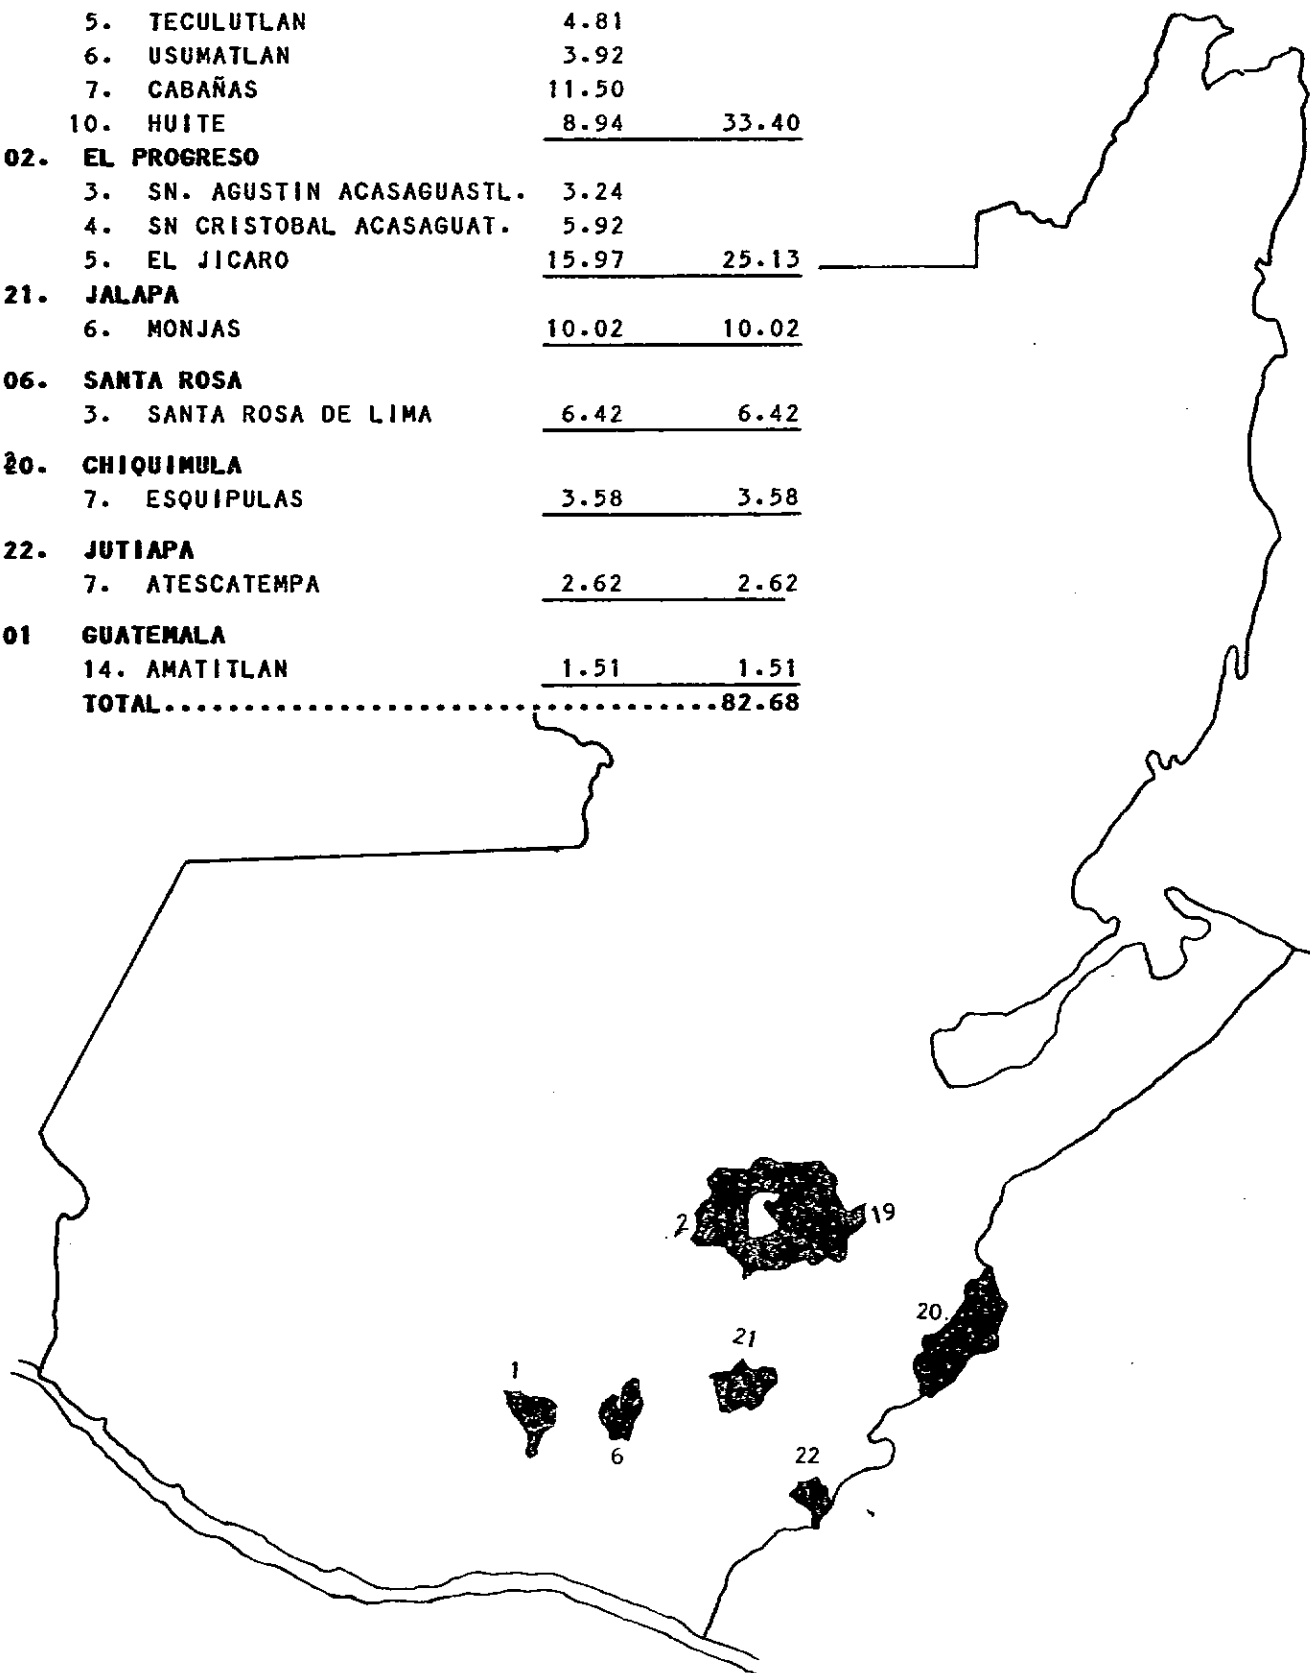 5. TECULUTLAN 4.81
6. USUMATLAN 3.92
7. CABAÑAS 11.50
10. HUITE 8.94 33.40
02. EL PROGRESO
3. SN. AGUSTIN ACASAGUASTL. 3.24
4. SN CRISTOBAL ACASAGUAT. 5.92
5. EL JICARO 15.97 25.13
21. JALAPA
6. MONJAS 10.02 10.02
06. SANTA ROSA
3. SANTA ROSA DE LIMA 6.42 6.42
20. CHIQUIMULA
7. ESQUIPULAS 3.58 3.58
22. JUTIAPA
7. ATESCATEMPA 2.62 2.62
01 GUATEMALA
14. AMATITLAN 1.51 1.51
TOTAL...................................82.68
2
19
20.
21
1
6
22